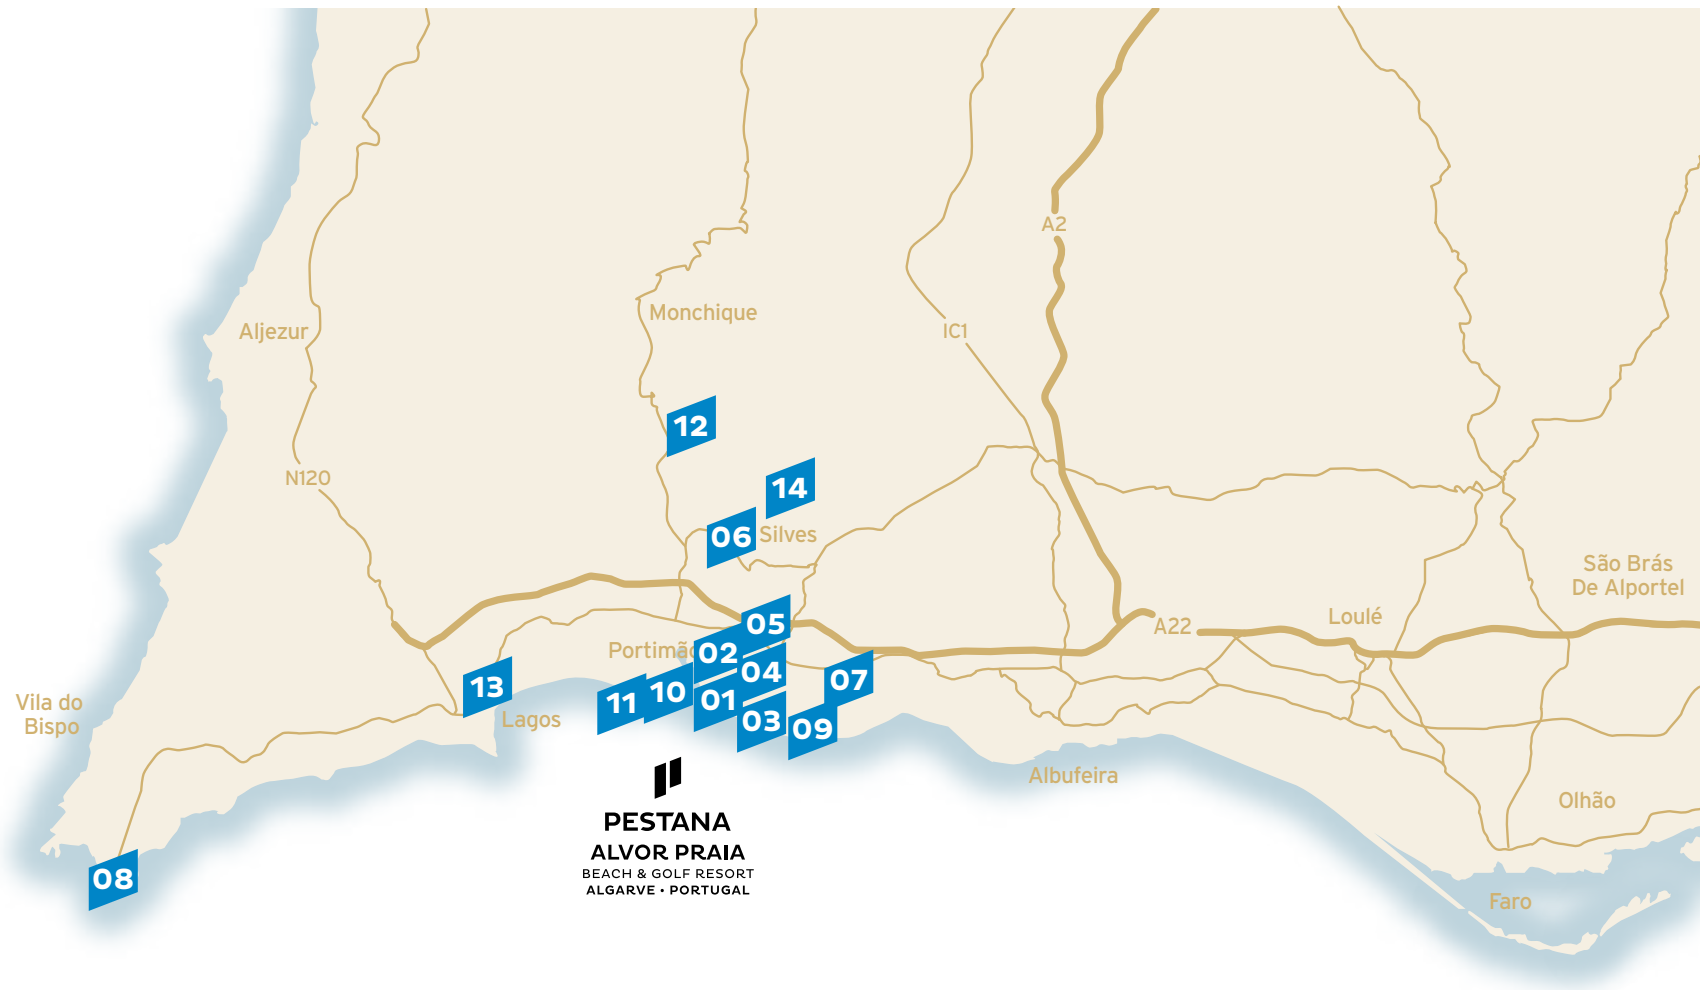 A2
Monchique
Aljezur
IC1
12
N120
14
06
Silves
São Brás
De Alportel
05
Loulé
A22
Portimão
02
04
07
13
10
11
01
Vila do
Bispo
Lagos
03
09
Albufeira
Olhão
PESTANA
ALVOR PRAIA
BEACH & GOLF RESORT
ALGARVE • PORTUGAL
08
Faro